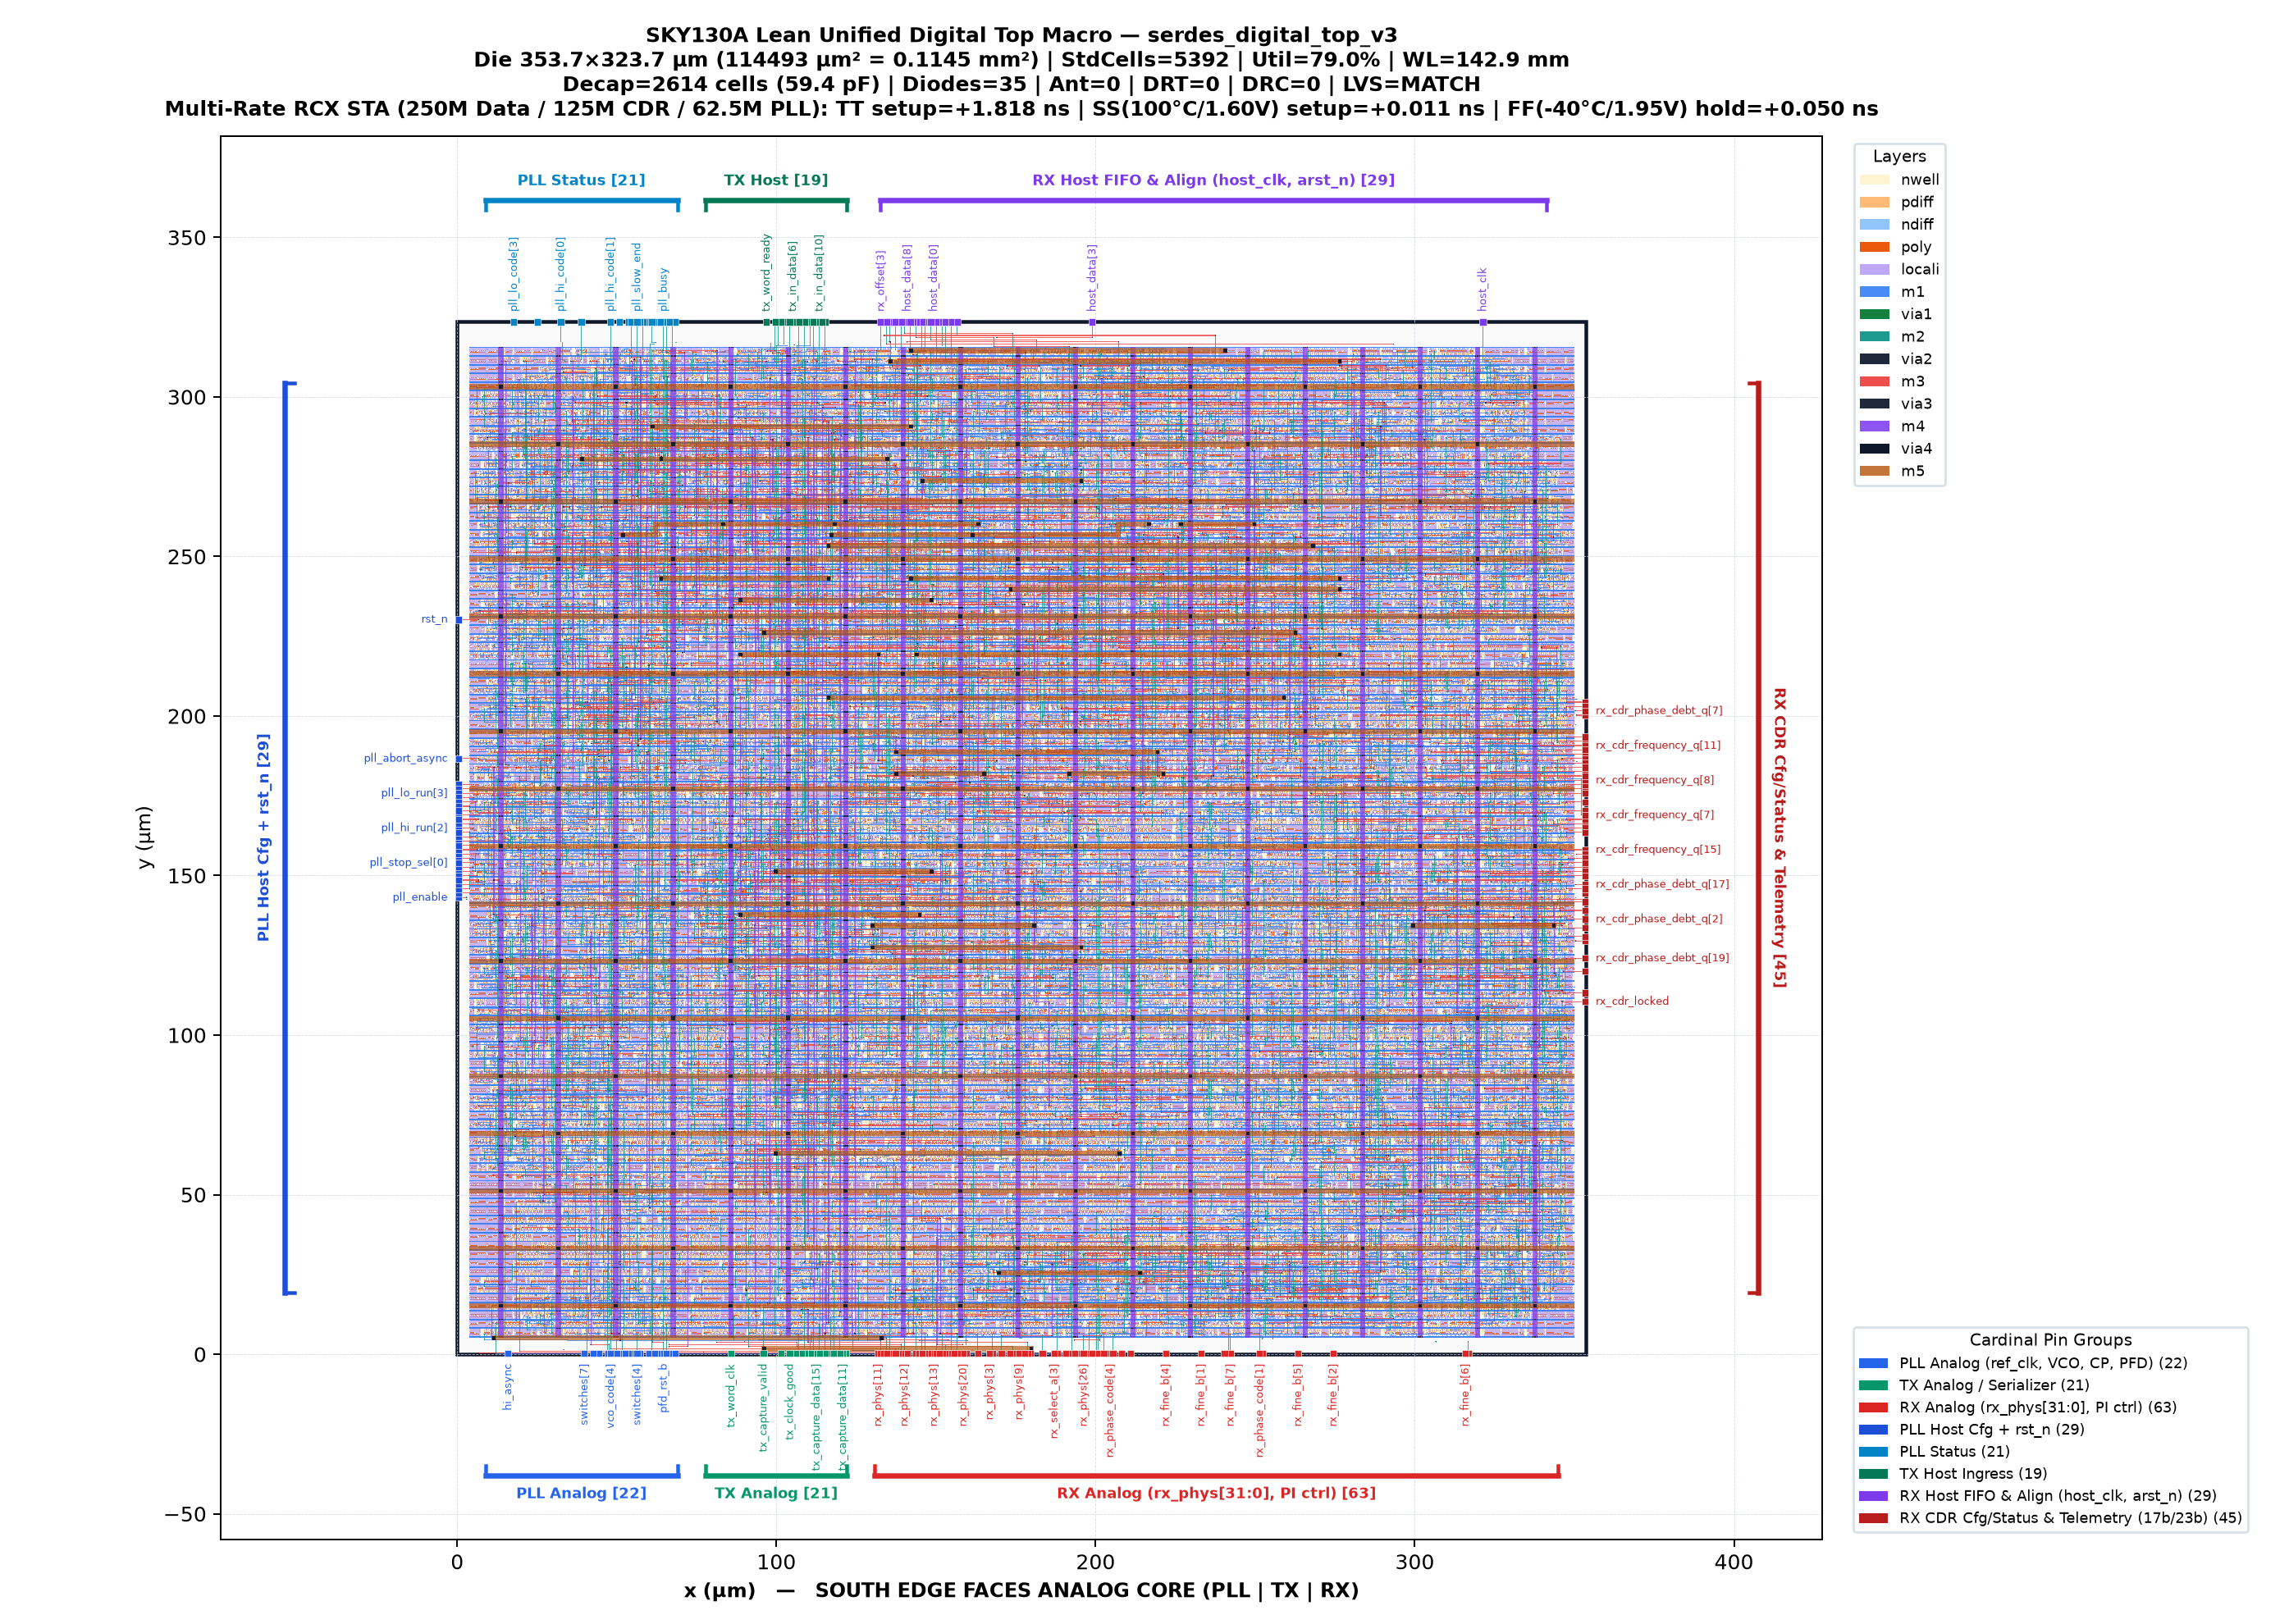 SKY130A Lean Unified Digital Top Macro — serdes_digital_top_v3
Die 353.7×323.7 µm (114493 µm² = 0.1145 mm²) | StdCells=5392 | Util=79.0% | WL=142.9 mm
Decap=2614 cells (59.4 pF) | Diodes=35 | Ant=0 | DRT=0 | DRC=0 | LVS=MATCH
Multi-Rate RCX STA (250M Data / 125M CDR / 62.5M PLL): TT setup=+1.818 ns | SS(100°C/1.60V) setup=+0.011 ns | FF(-40°C/1.95V) hold=+0.050 ns
PLL Status [21]
TX Host [19]
RX Host FIFO & Align (host_clk, arst_n) [29]
pll_lo_code[3]
pll_hi_code[0]
pll_hi_code[1]
pll_slow_end
pll_busy
tx_word_ready
tx_in_data[6]
tx_in_data[10]
rx_offset[3]
host_data[8]
host_data[0]
host_data[3]
host_clk
Layers
nwell
pdiff
ndiff
poly
locali
m1
via1
m2
via2
m3
via3
m4
via4
m5
y (µm)
350
300
250
200
150
100
50
0
−50
PLL Host Cfg + rst_n [29]
rst_n
pll_abort_async
pll_lo_run[3]
pll_hi_run[2]
pll_stop_sel[0]
pll_enable
rx_cdr_phase_debt_q[7]
rx_cdr_frequency_q[11]
rx_cdr_frequency_q[8]
rx_cdr_frequency_q[7]
rx_cdr_frequency_q[15]
rx_cdr_phase_debt_q[17]
rx_cdr_phase_debt_q[2]
rx_cdr_phase_debt_q[19]
rx_cdr_locked
RX CDR Cfg/Status & Telemetry [45]
hi_async
switches[7]
vco_code[4]
switches[4]
pfd_rst_b
tx_word_clk
tx_capture_valid
tx_clock_good
tx_capture_data[15]
tx_capture_data[11]
rx_phys[11]
rx_phys[12]
rx_phys[13]
rx_phys[20]
rx_phys[3]
rx_phys[9]
rx_select_a[3]
rx_phys[26]
rx_phase_code[4]
rx_fine_b[4]
rx_fine_b[1]
rx_fine_b[7]
rx_phase_code[1]
rx_fine_b[5]
rx_fine_b[2]
rx_fine_b[6]
PLL Analog [22]
TX Analog [21]
RX Analog (rx_phys[31:0], PI ctrl) [63]
0
100
200
300
400
x (µm) — SOUTH EDGE FACES ANALOG CORE (PLL | TX | RX)
Cardinal Pin Groups
PLL Analog (ref_clk, VCO, CP, PFD) (22)
TX Analog / Serializer (21)
RX Analog (rx_phys[31:0], PI ctrl) (63)
PLL Host Cfg + rst_n (29)
PLL Status (21)
TX Host Ingress (19)
RX Host FIFO & Align (host_clk, arst_n) (29)
RX CDR Cfg/Status & Telemetry (17b/23b) (45)